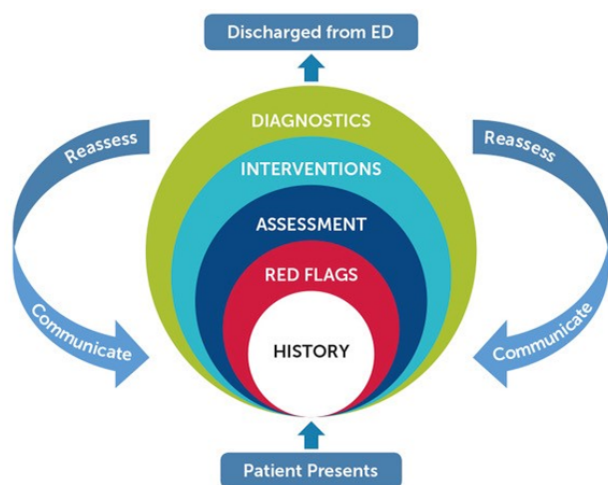 Discharged from ED
DIAGNOSTICS
Reassess
Reassess
INTERVENTIONS
ASSESSMENT
RED FLAGS
Communicate
Communicate
HISTORY
Patient Presents